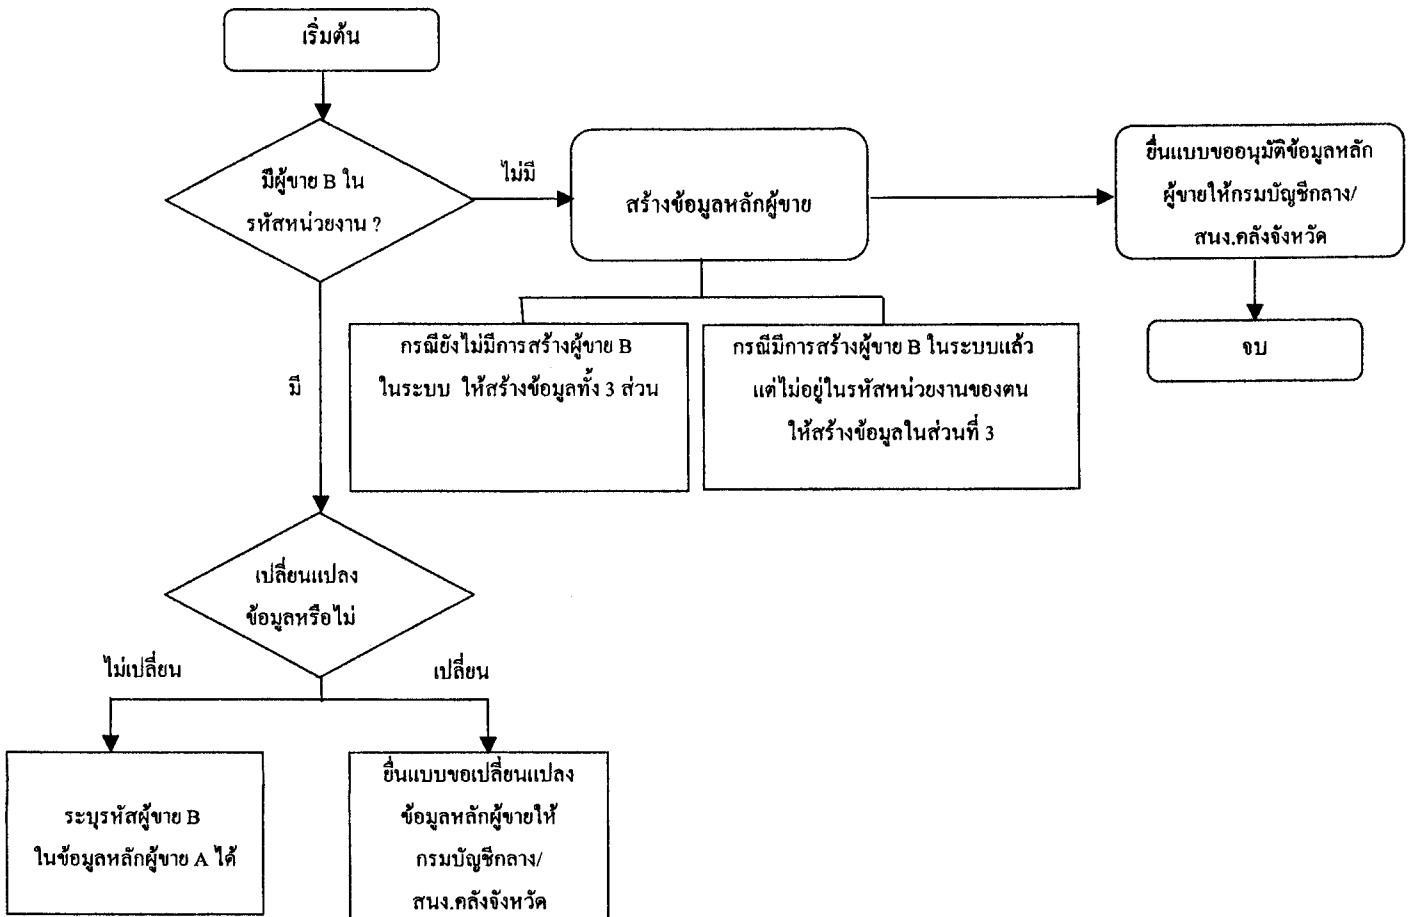 เริ่มต้น
มีผู้ขาย B ใน
รหัสหน่วยงาน ?
ไม่มี
สร้างข้อมูลหลักผู้ขาย
ยื่นแบบขออนุมัติข้อมูลหลัก
ผู้ขายให้กรมบัญชีกลาง/
สนง.คลังจังหวัด
จบ
กรณียังไม่มีการสร้างผู้ขาย B
ในระบบ ให้สร้างข้อมูลทั้ง 3 ส่วน
กรณีมีการสร้างผู้ขาย B ในระบบแล้ว
แต่ไม่อยู่ในรหัสหน่วยงานของตน
ให้สร้างข้อมูลในส่วนที่ 3
มี
เปลี่ยนแปลง
ข้อมูลหรือไม่
ไม่เปลี่ยน
เปลี่ยน
ระบุรหัสผู้ขาย B
ในข้อมูลหลักผู้ขาย A ได้
ยื่นแบบขอเปลี่ยนแปลง
ข้อมูลหลักผู้ขายให้
กรมบัญชีกลาง/
สนง.คลังจังหวัด